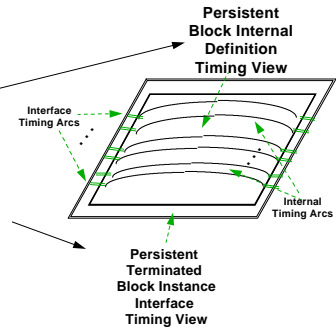 Persistent
Block Internal
Definition
Timing View
Interface
Timing Arcs
Internal
Timing Arcs
Persistent
Terminated
Block Instance
Interface
Timing View